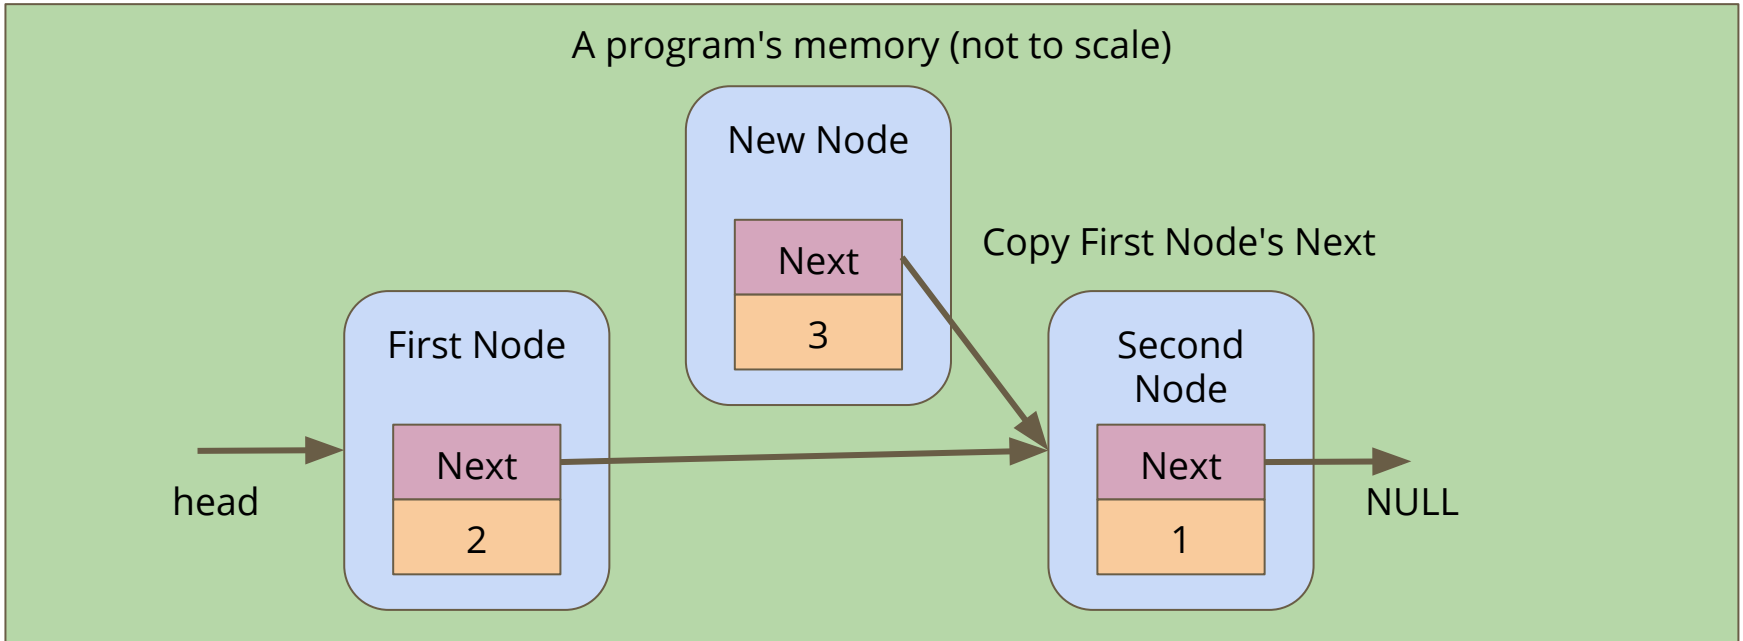 A program's memory (not to scale)
New Node
Next
3
Copy First Node's Next
First Node
Next
2
Second
Node
Next
1
head
NULL